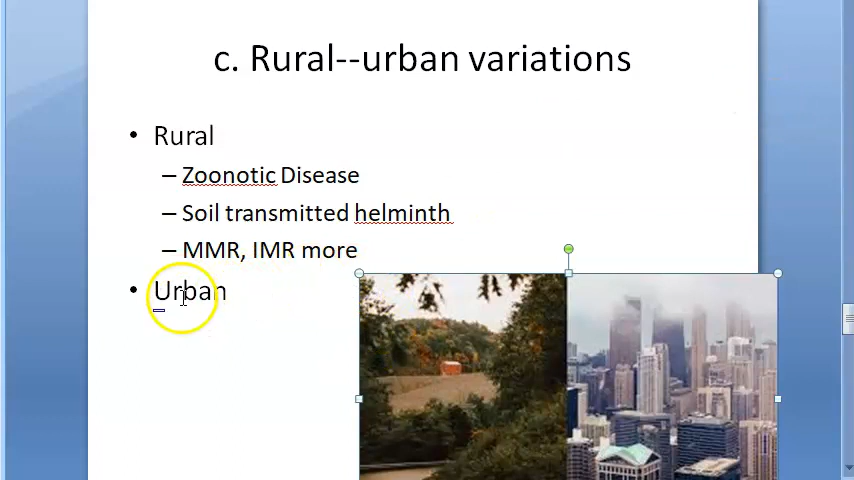 c. Rural--urban variations
• Rural
– Zoonotic Disease
– Soil transmitted helminth
– MMR, IMR more
• Urban